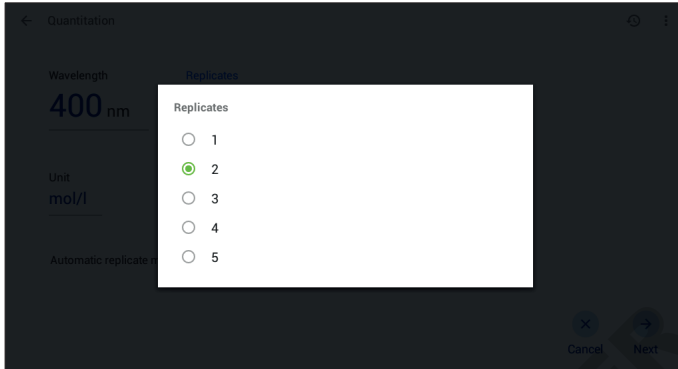 Quantitation
Wavelength
Replicates
400 nm
Unit
mol/l
Automatic replicate
Replicates
1
2
3
4
5
Cancel
Next